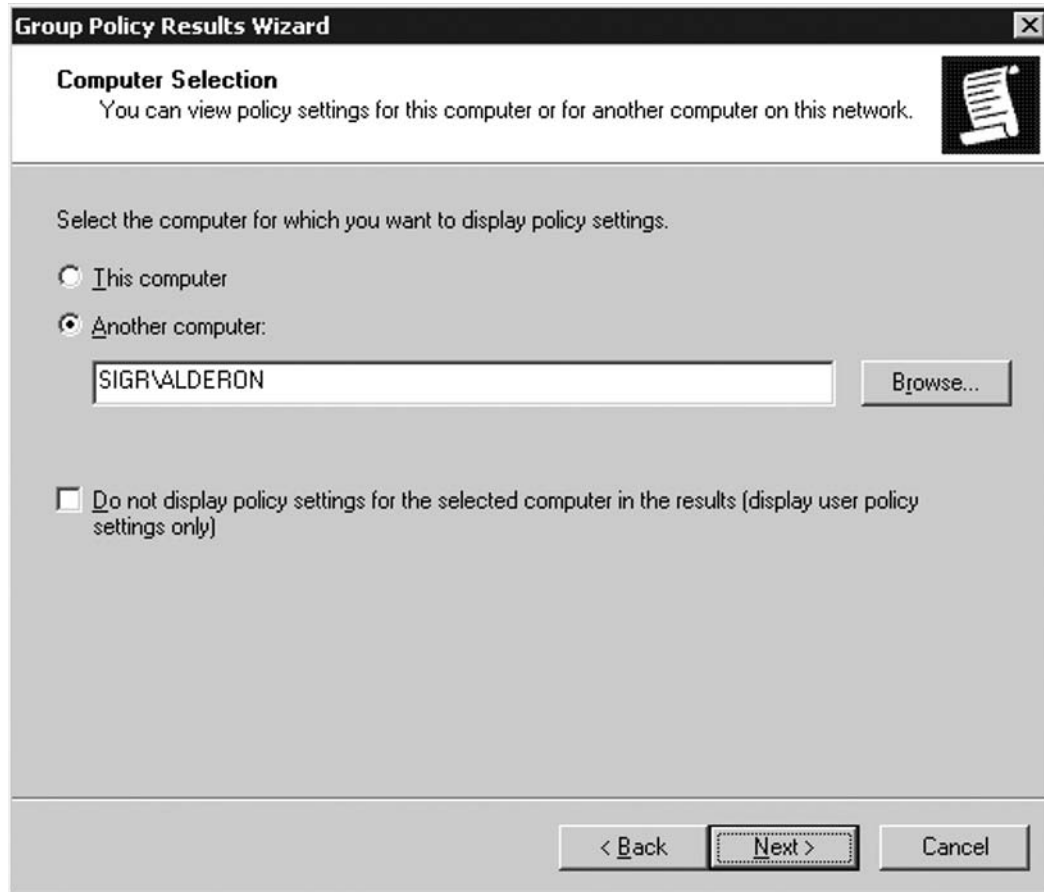 Group Policy Results Wizard
Computer Selection
You can view policy settings for this computer or for another computer on this network.
Select the computer for which you want to display policy settings.
This computer
Another computer:
SIGR\ALDERON
Browse...
Do not display policy settings for the selected computer in the results (display user policy
settings only)
< Back
Next >
Cancel